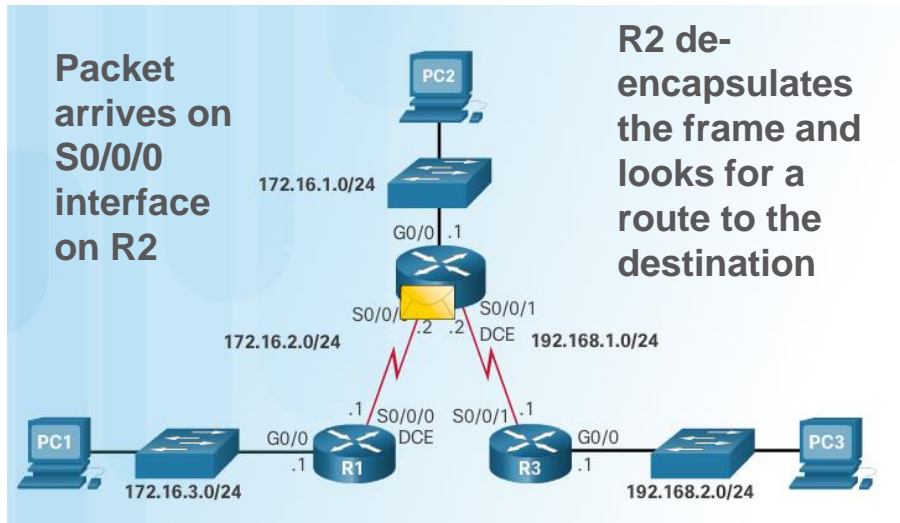 Packet
arrives on
S0/0/0
interface
on R2
R2 de-
encapsulates
the frame and
looks for a
route to the
destination
PC2
172.16.1.0/24
G0/0 .1
S0/0/
.2 .2
S0/0/1
DCE
172.16.2.0/24
192.168.1.0/24
.1 S0/0/0
DCE
S0/0/1 .1
PC1
G0/0
.1
R1
R3
G0/0
.1
PC3
172.16.3.0/24
192.168.2.0/24